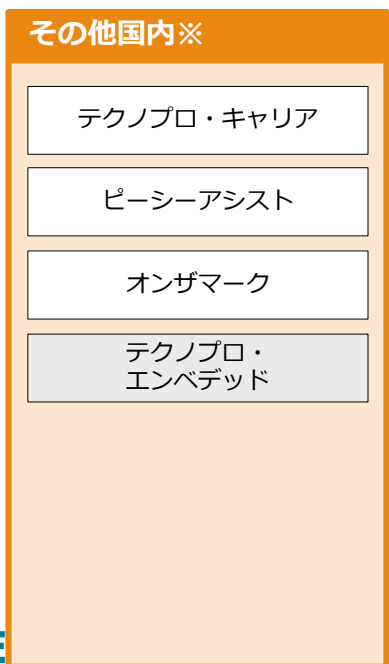 その他国内※
テクノプロ・キャリア
ピーシーアシスト
オンザマーク
テクノプロ・
エンベデッド